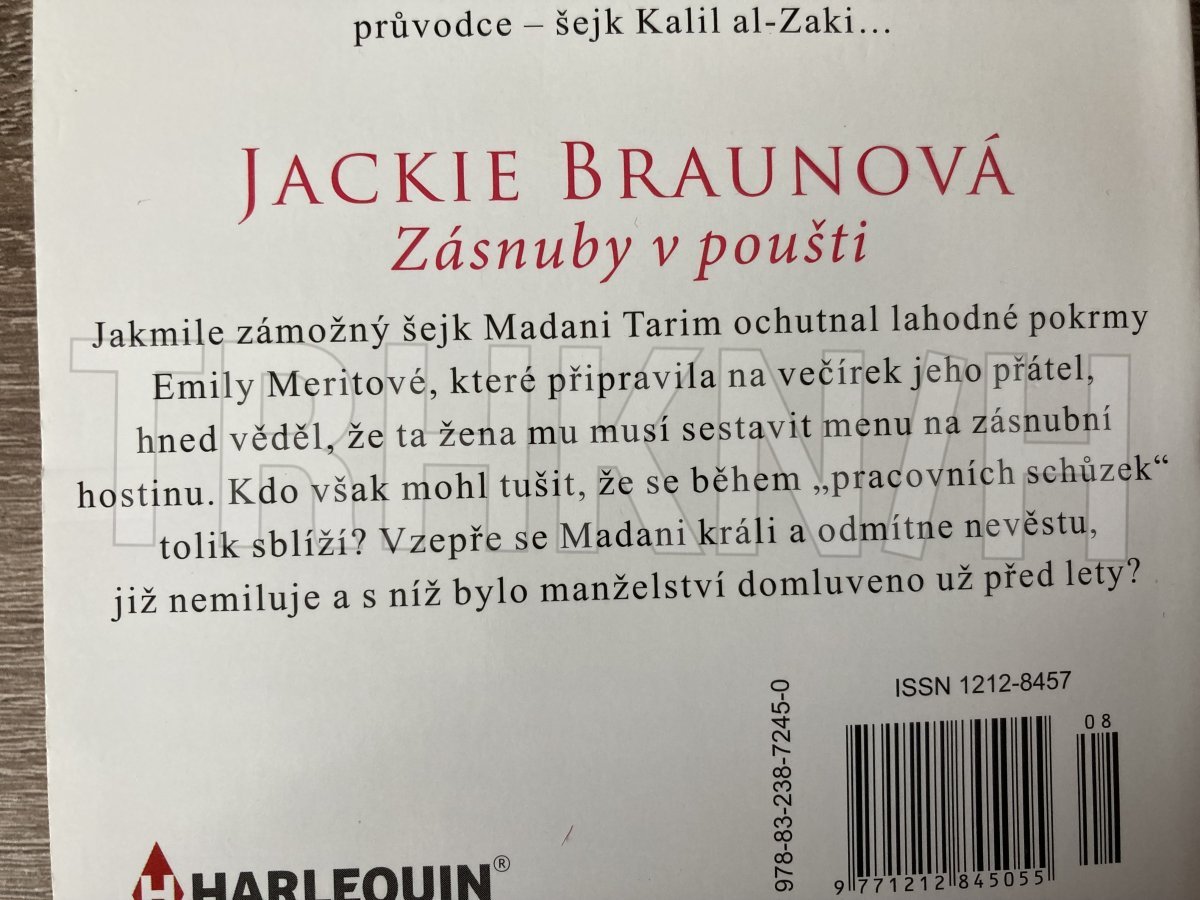 průvodce – šejk Kalil al-Zaki...
JACKIE BRAUNOVÁ
Zásnuby v poušti
Jakmile zámožný šejk Madani Tarim ochutnal lahodné pokrmy
Emily Meritové, které připravila na večírek jeho přátel,
hned věděl, že ta žena mu musí sestavit menu na zásnubní
hostinu. Kdo však mohl tušit, že se během „pracovních schůzek“
tolik sblíží? Vzepře se Madani králi a odmítne nevěstu,
již nemiluje a s níž bylo manželství domluveno už před lety?
TRHKNIH
ISSN 1212-8457
08
978-83-238-7245-0
9 771212 845055
HARLEQUIN®